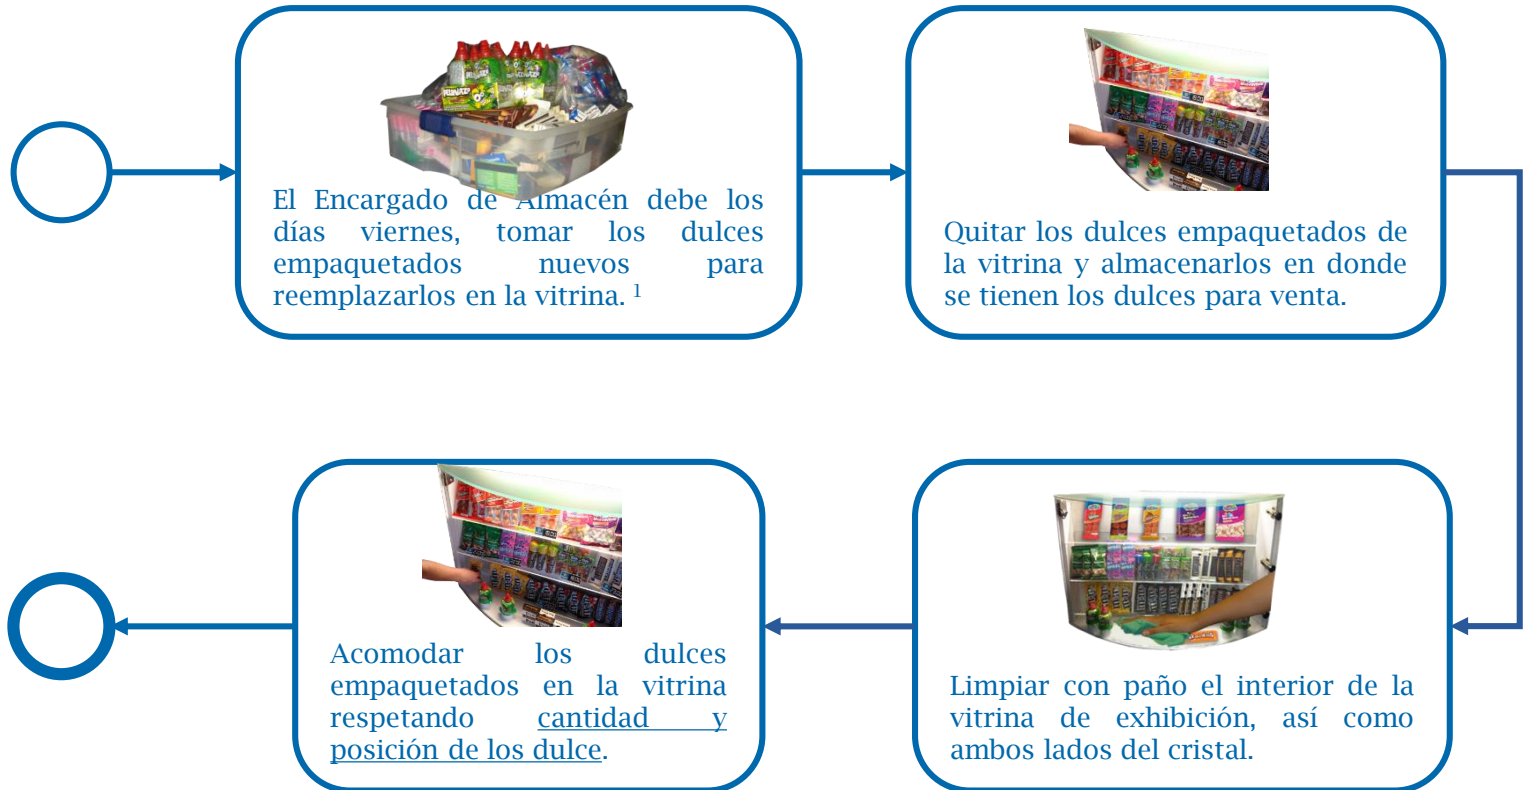 El Encargado de Almacén debe los
días viernes, tomar los dulces
empaquetados nuevos para
reemplazarlos en la vitrina. ¹
Quitar los dulces empaquetados de
la vitrina y almacenarlos en donde
se tienen los dulces para venta.
Limpiar con paño el interior de la
vitrina de exhibición, así como
ambos lados del cristal.
Acomodar los dulces
empaquetados en la vitrina
respetando cantidad y
posición de los dulce.